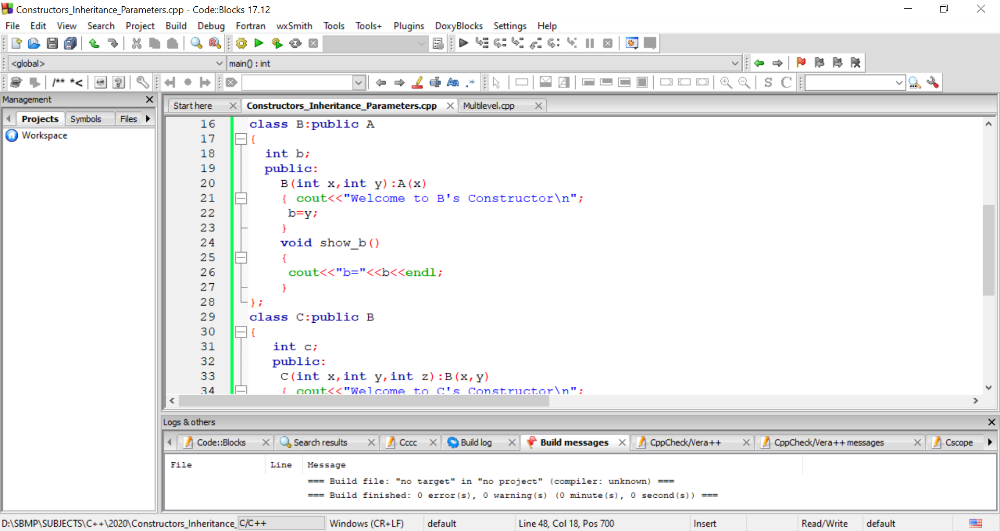 Constructors_Inheritance_Parameters.cpp - Code::Blocks 17.12
File Edit View Search Project Build Debug Fortran wxSmith Tools Tools+ Plugins DoxyBlocks Settings Help
<global> main() : int
/** *<
Aa .* S C
Management
Projects Symbols Files
Workspace
Start here Constructors_Inheritance_Parameters.cpp Multilevel.cpp
16 class B:public A
17 {
18 int b;
19 public:
20 B(int x,int y):A(x)
21 { cout<<"Welcome to B's Constructor\n";
22 b=y;
23 }
24 void show_b()
25 {
26 cout<<"b="<<b<<endl;
27 }
28 };
29 class C:public B
30 {
31 int c;
32 public:
33 C(int x,int y,int z):B(x,y)
34 { cout<<"Welcome to C's Constructor\n";
Logs & others
Code::Blocks Search results Cccc Build log Build messages CppCheck/Vera++ CppCheck/Vera++ messages Cscope
File Line Message
=== Build file: "no target" in "no project" (compiler: unknown) ===
=== Build finished: 0 error(s), 0 warning(s) (0 minute(s), 0 second(s)) ===
D:\SBMP\SUBJECTS\C++\2020\Constructors_Inheritance_ C/C++ Windows (CR+LF) default Line 48, Col 18, Pos 700 Insert Read/Write default